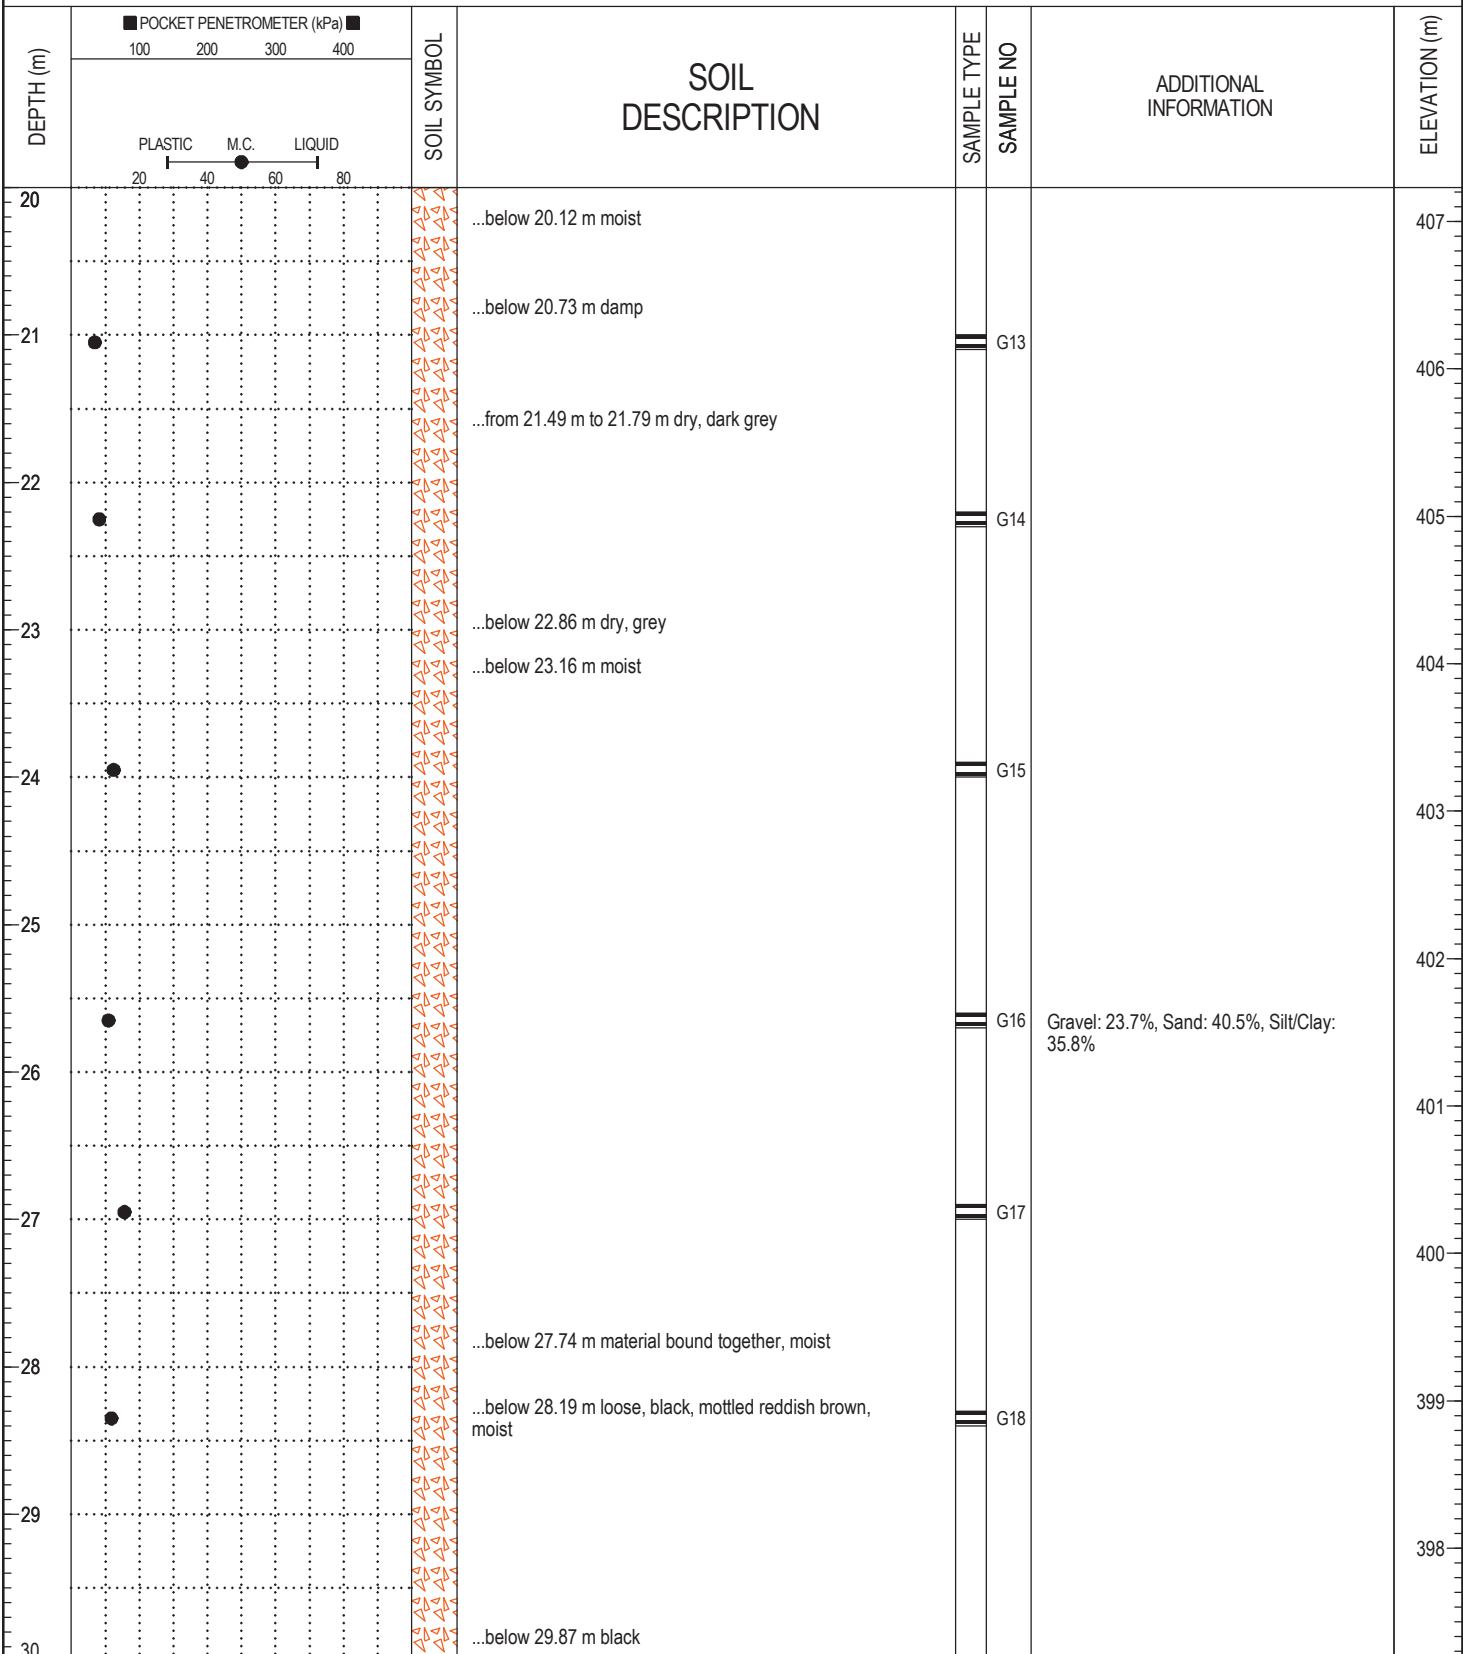 ■ POCKET PENETROMETER (kPa) ■
100 200 300 400
DEPTH (m)
PLASTIC M.C. LIQUID
20 40 60 80
SOIL SYMBOL
SOIL
DESCRIPTION
SAMPLE TYPE
SAMPLE NO
ADDITIONAL
INFORMATION
ELEVATION (m)
20
...below 20.12 m moist
407
...below 20.73 m damp
21
G13
406
...from 21.49 m to 21.79 m dry, dark grey
22
G14
405
...below 22.86 m dry, grey
23
...below 23.16 m moist
404
G15
24
403
25
402
G16
Gravel: 23.7%, Sand: 40.5%, Silt/Clay:
35.8%
26
401
G17
27
400
...below 27.74 m material bound together, moist
28
...below 28.19 m loose, black, mottled reddish brown,
moist
399
G18
29
398
...below 29.87 m black
30